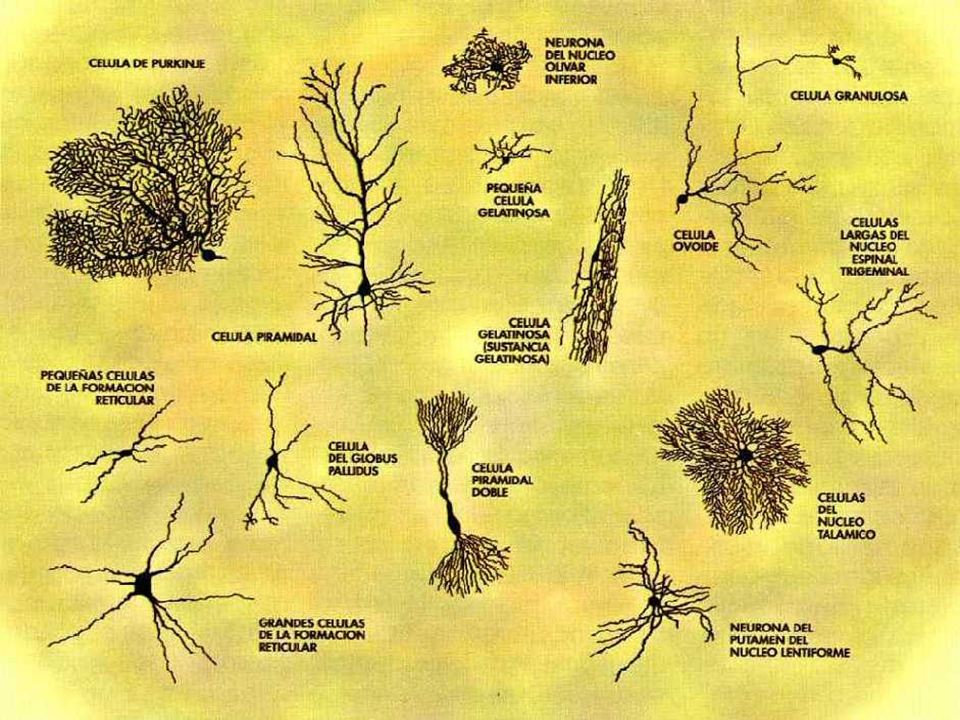 CELULA DE PURKINJE
NEURONA
DEL NUCLEO
OLIVAR
INFERIOR
CELULA GRANULOSA
PEQUEÑA
CELULA
GELATINOSA
CELULA
OVOIDE
CELULAS
LARGAS DEL
NUCLEO
ESPINAL
TRIGEMINAL
CELULA PIRAMIDAL
CELULA
GELATINOSA
(SUSTANCIA
GELATINOSA)
PEQUEÑAS CELULAS
DE LA FORMACION
RETICULAR
CELULA
DEL GLOBUS
PALLIDUS
CELULA
PIRAMIDAL
DOBLE
CELULAS
DEL
NUCLEO
TALAMICO
GRANDES CELULAS
DE LA FORMACION
RETICULAR
NEURONA DEL
PUTAMEN DEL
NUCLEO LENTIFORME